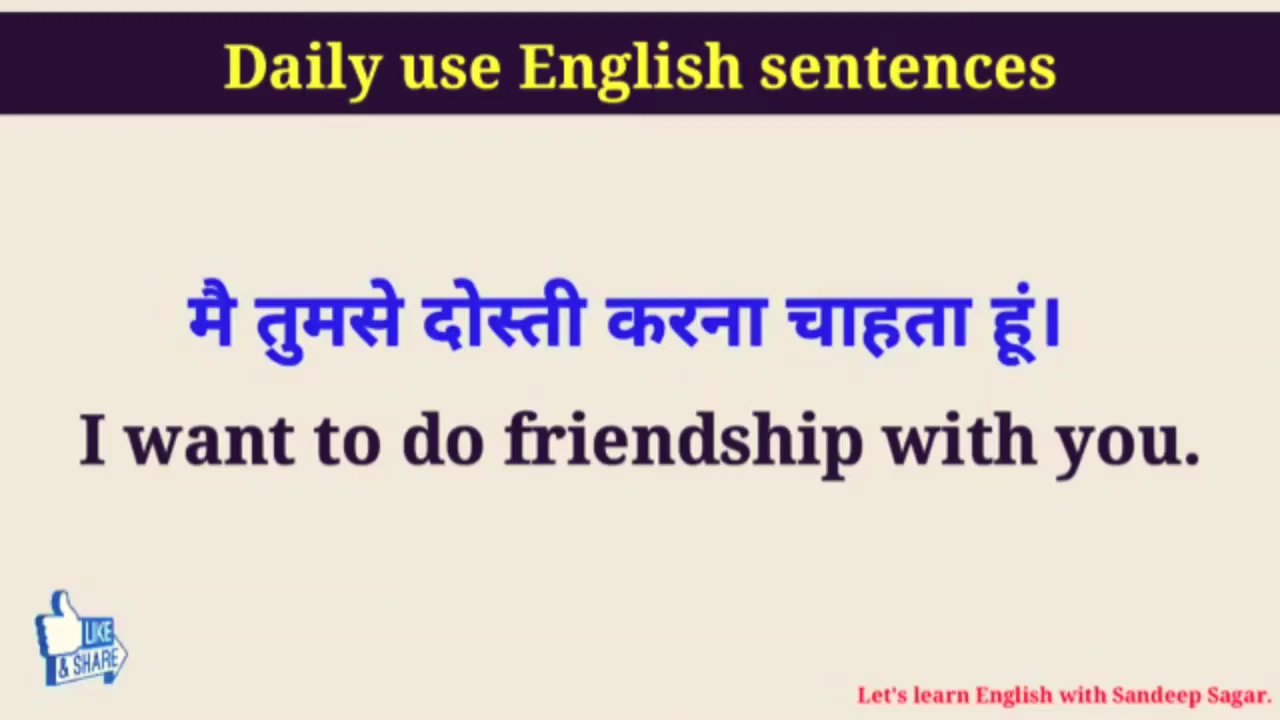 Daily use English sentences
मै तुमसे दोस्ती करना चाहता हूं।
I want to do friendship with you.
LIKE
& SHARE
Let's learn English with Sandeep Sagar.